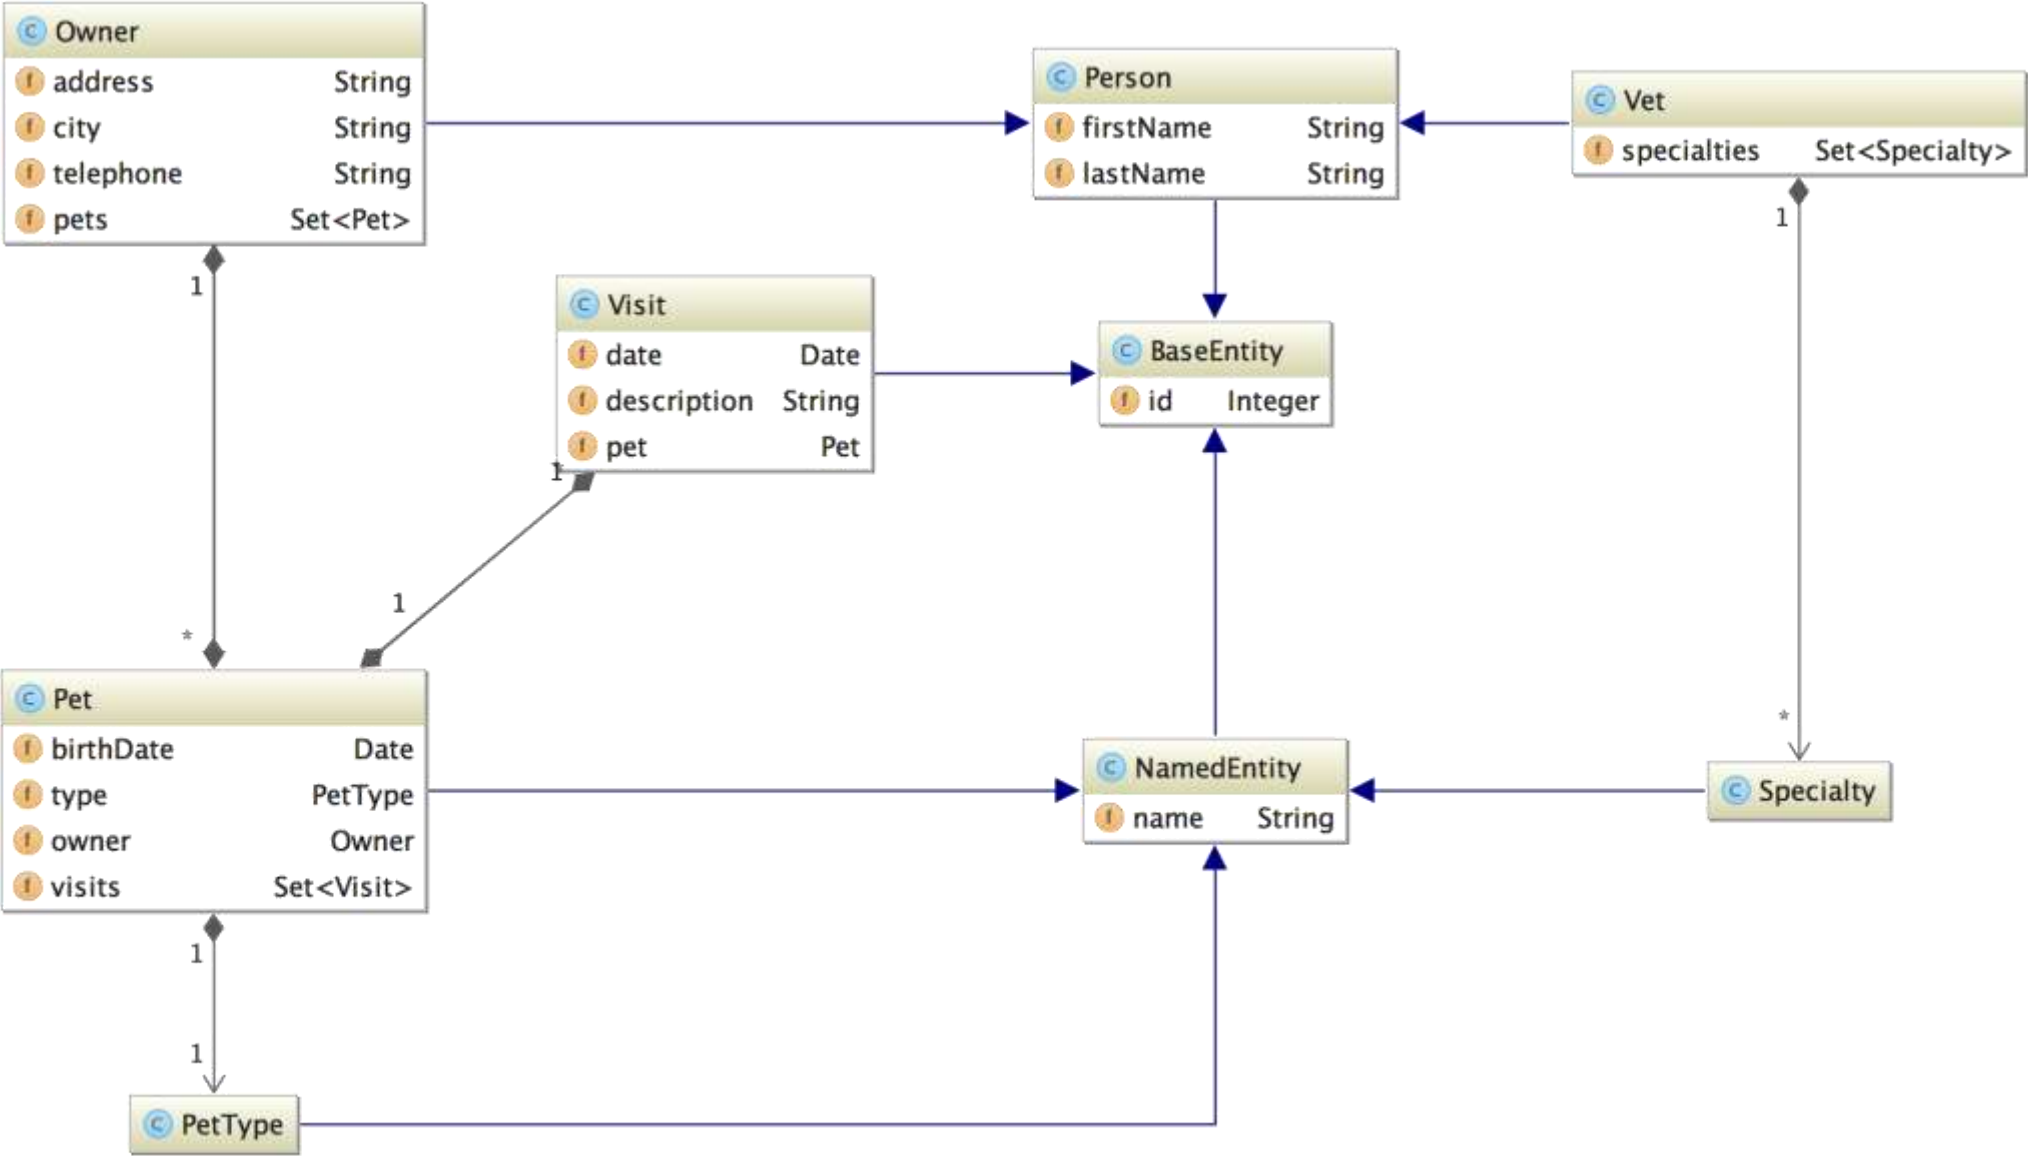 Owner
address String
city String
telephone String
pets Set<Pet>
1
*
Person
firstName String
lastName String
Vet
specialties Set<Specialty>
1
*
Visit
date Date
description String
pet Pet
1
1
BaseEntity
id Integer
Pet
birthDate Date
type PetType
owner Owner
visits Set<Visit>
1
1
NamedEntity
name String
Specialty
PetType